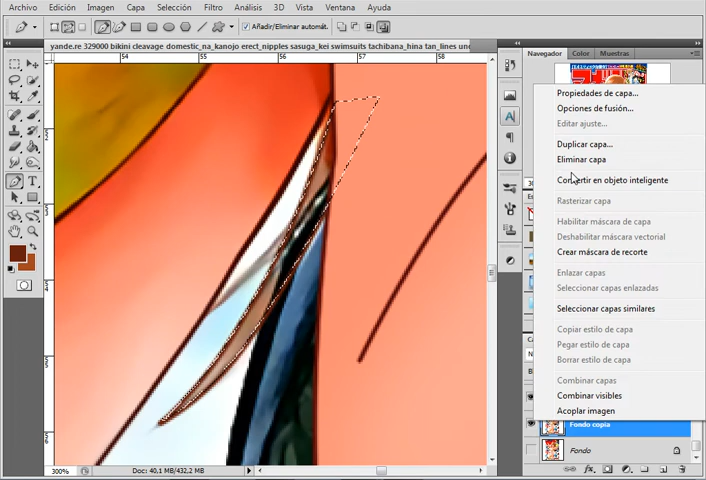 Archivo Edición Imagen Capa Selección Filtro Análisis 3D Vista Ventana Ayuda
Añadir/Eliminar automát.
yande.re 329000 bikini cleavage domestic_na_kanojo erect_nipples sasuga_kei swimsuits tachibana_hina tan_lines und
54 55 56 57 58
Navegador Color Muestras
Propiedades de capa...
Opciones de fusión...
Editar ajuste...
Duplicar capa...
Eliminar capa
Convertir en objeto inteligente
Rasterizar capa
Habilitar máscara de capa
Deshabilitar máscara vectorial
Crear máscara de recorte
Enlazar capas
Seleccionar capas enlazadas
Seleccionar capas similares
Copiar estilo de capa
Pegar estilo de capa
Borrar estilo de capa
Combinar capas
Combinar visibles
Acoplar imagen
Fondo copia
Fondo
300% Doc: 40,1 MB/432,2 MB